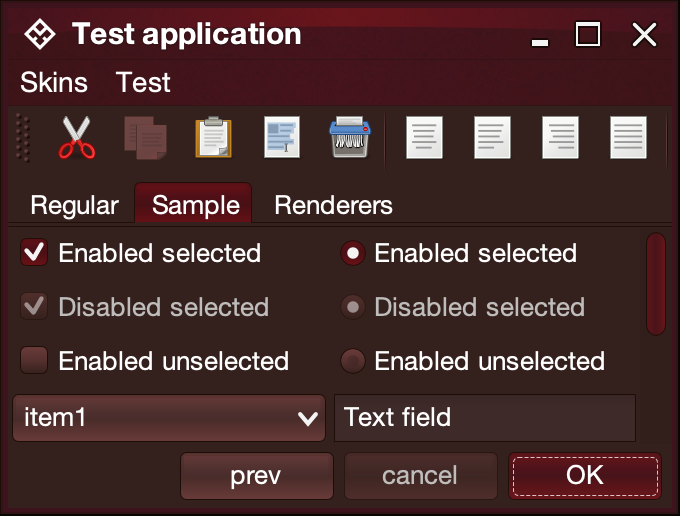 Test application
Skins Test
Regular Sample Renderers
Enabled selected Enabled selected
Disabled selected Disabled selected
Enabled unselected Enabled unselected
item1 Text field
prev cancel OK